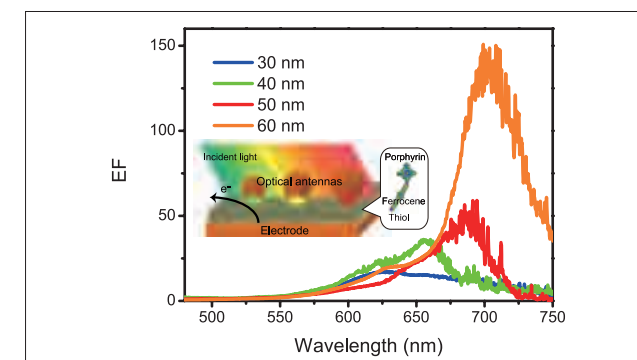 150
100
50
0
EF
30 nm
40 nm
50 nm
60 nm
Incident light
Optical antennas
e−
Electrode
Porphyrin
Ferrocene
Thiol
500
550
600
650
700
750
Wavelength (nm)